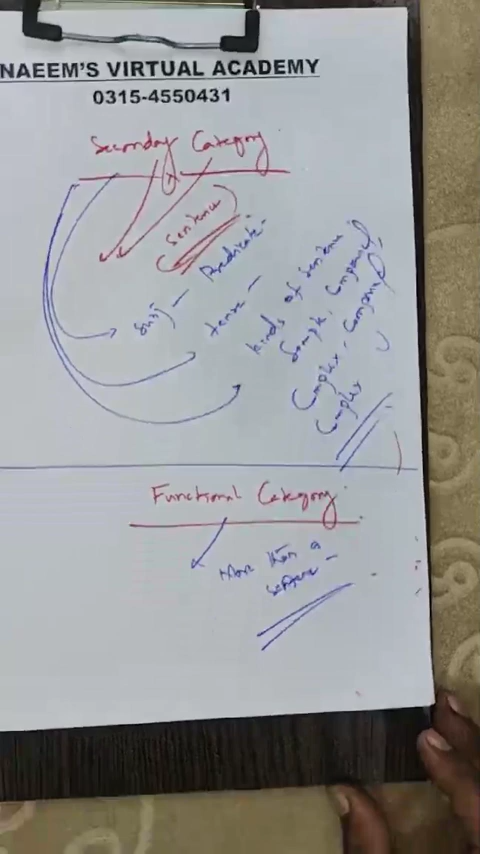 NAEEM'S VIRTUAL ACADEMY
0315-4550431
Seconday Category
(Sentence)
Subj - Predicate -
tense -
Kinds of Sentence
Simple, Compound
(Complex - Compound
(Complex
Functional Category
More than a
sentence -